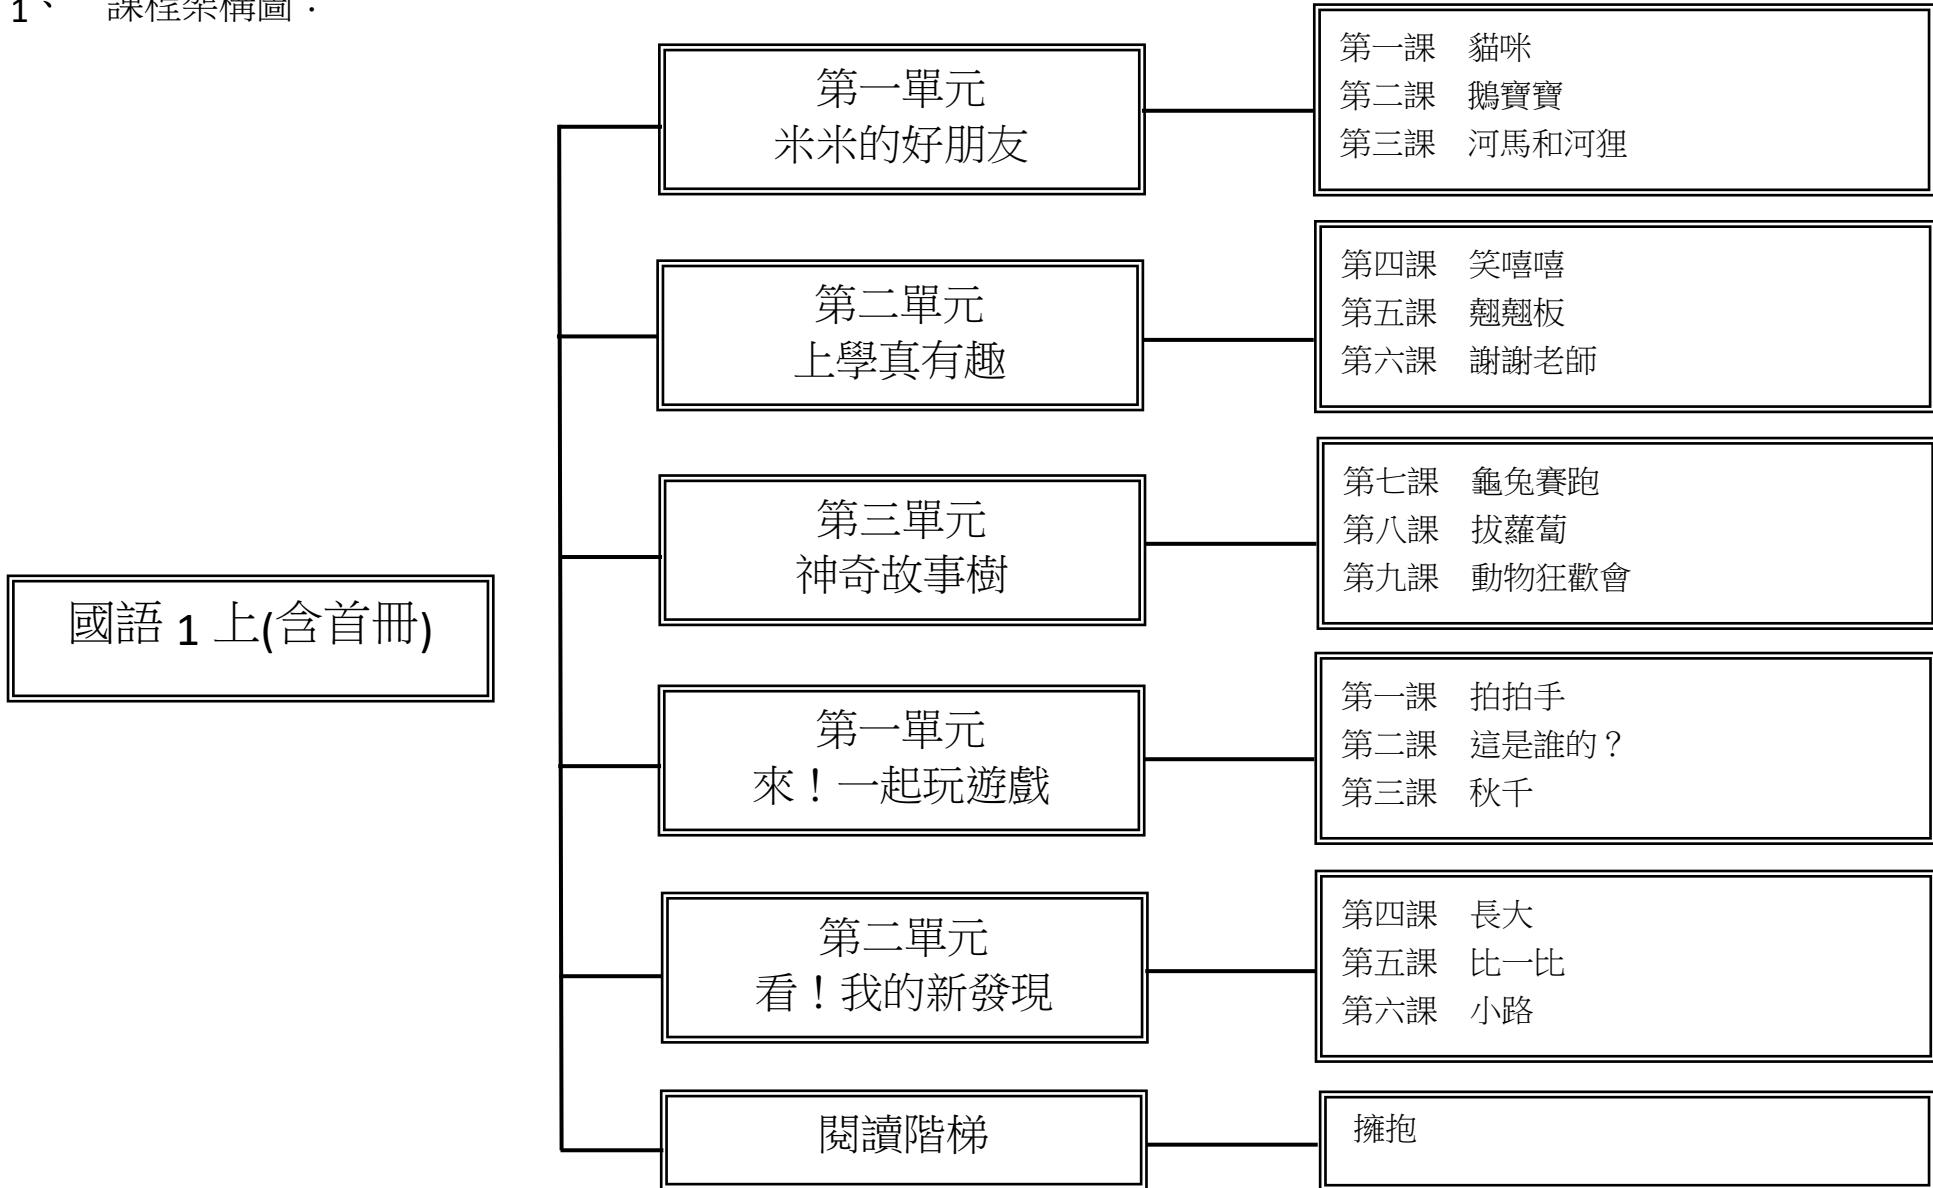 1、 課程架構圖：
第一單元
米米的好朋友
第一課 貓咪
第二課 鵝寶寶
第三課 河馬和河狸
第二單元
上學真有趣
第四課 笑嘻嘻
第五課 翹翹板
第六課 謝謝老師
第三單元
神奇故事樹
第七課 龜兔賽跑
第八課 拔蘿蔔
第九課 動物狂歡會
國語 1 上(含首冊)
第一單元
來！一起玩遊戲
第一課 拍拍手
第二課 這是誰的？
第三課 秋千
第二單元
看！我的新發現
第四課 長大
第五課 比一比
第六課 小路
閱讀階梯
擁抱